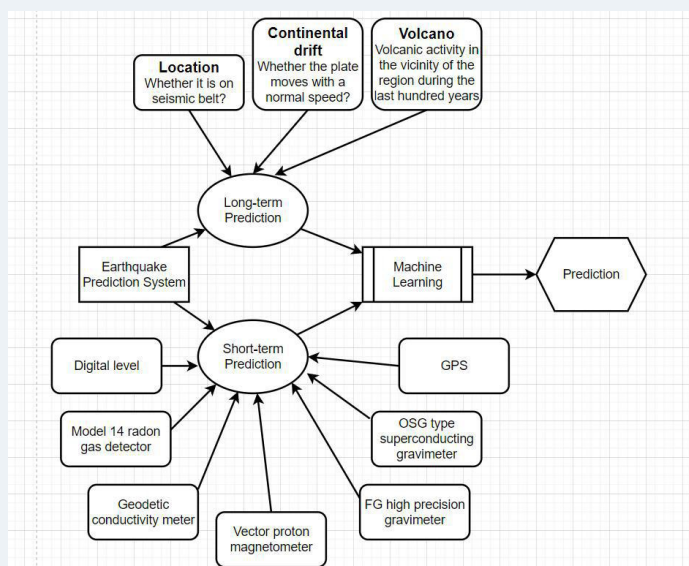 Location
Whether it is on
seismic belt?
Continental
drift
Whether the plate
moves with a
normal speed?
Volcano
Volcanic activity in
the vicinity of the
region during the
last hundred years
Long-term
Prediction
Earthquake
Prediction System
Machine
Learning
Prediction
Short-term
Prediction
Digital level
GPS
Model 14 radon
gas detector
OSG type
superconducting
gravimeter
Geodetic
conductivity meter
Vector proton
magnetometer
FG high precision
gravimeter